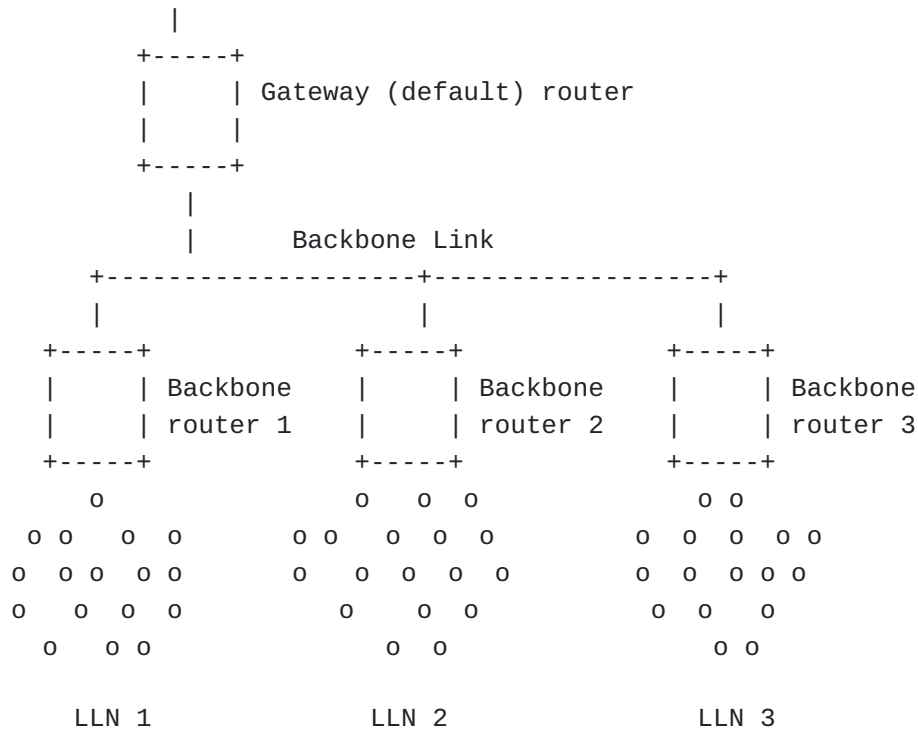 Gateway (default) router
Backbone Link
Backbone Backbone Backbone
router 1 router 2 router 3
o o o o o o
o o o o o o o o o o o o o o
o o o o o o o o o o o o o o o
o o o o o o o o o o
o o o o o o o
LLN 1 LLN 2 LLN 3